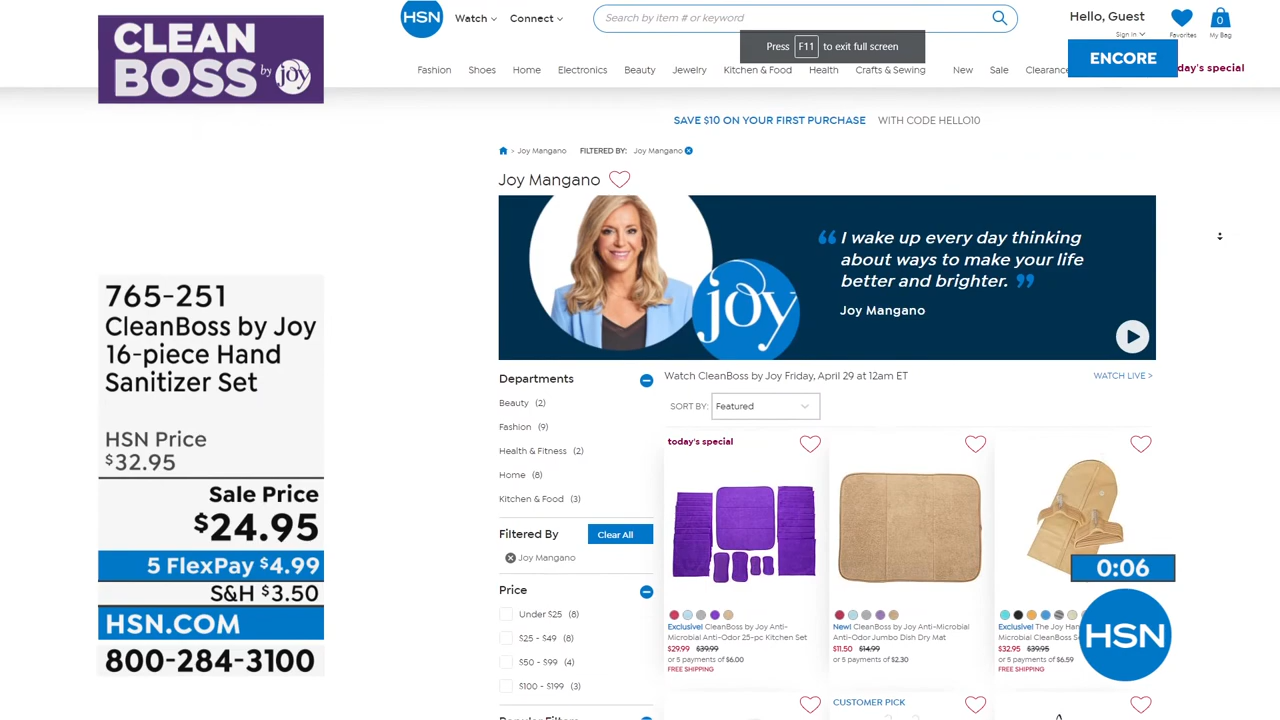 CLEAN
BOSS by joy
765-251
CleanBoss by Joy
16-piece Hand
Sanitizer Set
HSN Price
$32.95
Sale Price
$24.95
5 FlexPay $4.99
S&H $3.50
HSN.COM
800-284-3100
HSN
Watch
Connect
Search by item # or keyword
Hello, Guest
Sign In
Favorites
0
My Bag
Press F11 to exit full screen
ENCORE
Fashion Shoes Home Electronics Beauty Jewelry Kitchen & Food Health Crafts & Sewing New Sale Clearance
day's special
SAVE $10 ON YOUR FIRST PURCHASE WITH CODE HELLO10
> Joy Mangano FILTERED BY: Joy Mangano
Joy Mangano
“ I wake up every day thinking
about ways to make your life
better and brighter. ”
Joy Mangano
joy
Departments
Beauty (2)
Fashion (9)
Health & Fitness (2)
Home (8)
Kitchen & Food (3)
Filtered By
Clear All
Joy Mangano
Price
Under $25 (8)
$25 - $49 (8)
$50 - $99 (4)
$100 - $199 (3)
Watch CleanBoss by Joy Friday, April 29 at 12am ET
WATCH LIVE >
SORT BY: Featured
today's special
Exclusive! CleanBoss by Joy Anti-
Microbial Anti-Odor 25-pc Kitchen Set
$29.99 $39.99
or 5 payments of $6.00
FREE SHIPPING
New! CleanBoss by Joy Anti-Microbial
Anti-Odor Jumbo Dish Dry Mat
$11.50 $14.99
or 5 payments of $2.30
Exclusive! The Joy Han
Microbial CleanBoss S
$32.95 $39.95
or 5 payments of $6.59
FREE SHIPPING
0:06
HSN
CUSTOMER PICK